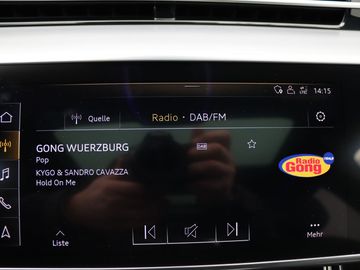 14:15
Quelle
Radio · DAB/FM
GONG WUERZBURG
Pop
DAB
KYGO & SANDRO CAVAZZA
Hold On Me
Radio
Gong
Liste
Mehr